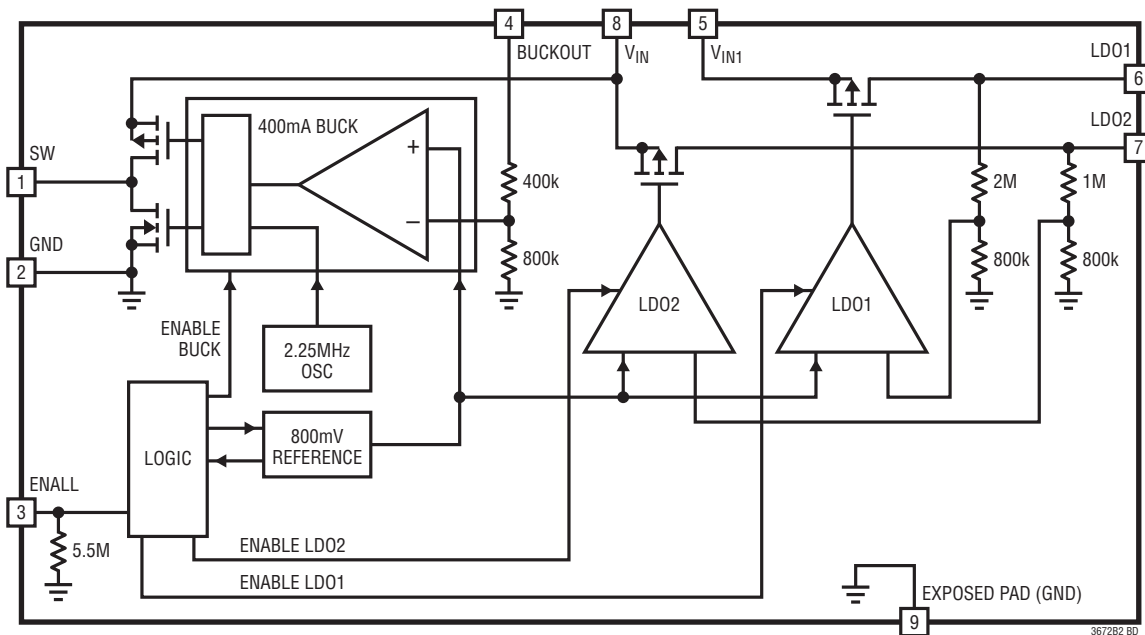 4
8
5
BUCKOUT
VIN
VIN1
LDO1
6
400mA BUCK
LDO2
7
+
SW
1
400k
2M
1M
–
GND
2
800k
800k
800k
LDO2
LDO1
ENABLE
BUCK
2.25MHz
OSC
LOGIC
800mV
REFERENCE
ENALL
3
5.5M
ENABLE LDO2
ENABLE LDO1
EXPOSED PAD (GND)
9
3672B2 BD